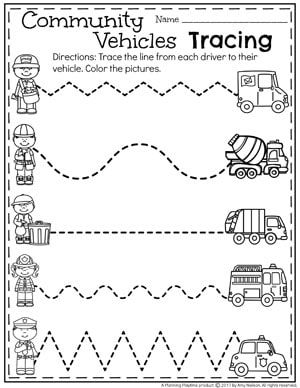 Community Name
Vehicles Tracing
Directions: Trace the line from each driver to their
vehicle. Color the pictures.
A Planning Playtime product © 2017 by Amy Nielson. All rights reserved.